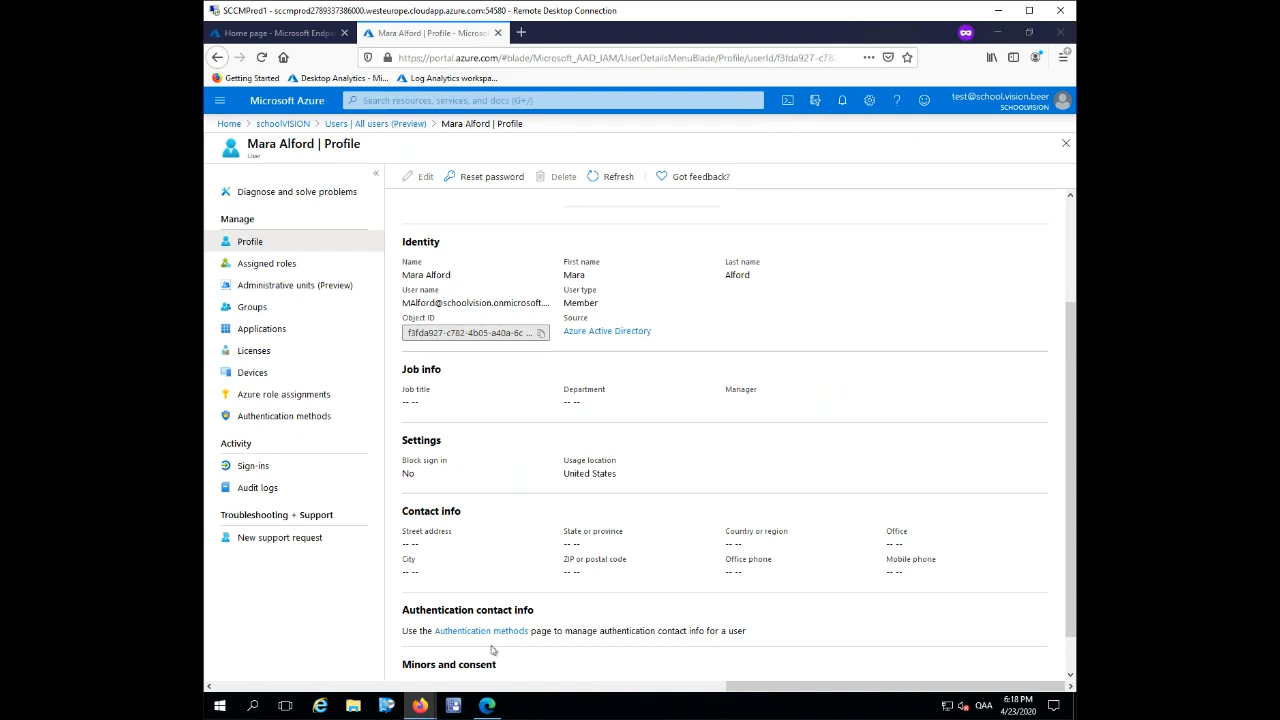 SCCMProd1 - sccmprod2789337386091.westeurope.cloudapp.azure.com:54580 - Remote Desktop Connection
Home page - Microsoft Endpo
Mara Alford | Profile - Microsof
https://portal.azure.com/#blade/Microsoft_AAD_IAM/UserDetailsMenuBlade/Profile/userId/f3fda927-c782
Getting Started
Desktop Analytics - Mi...
Log Analytics workspa...
Microsoft Azure
Search resources, services, and docs (G+/)
test@school.vision.beer
SCHOOLVISION
Home > schoolVISION > Users | All users (Preview) > Mara Alford | Profile
Mara Alford | Profile
User
Edit
Reset password
Delete
Refresh
Got feedback?
Diagnose and solve problems
Manage
Profile
Assigned roles
Administrative units (Preview)
Groups
Applications
Licenses
Devices
Azure role assignments
Authentication methods
Activity
Sign-ins
Audit logs
Troubleshooting + Support
New support request
Identity
Name First name Last name
Mara Alford Mara Alford
User name User type
MAlford@schoolvision.onmicrosoft.... Member
Object ID Source
f3fda927-c782-4b05-a40a-6c ... Azure Active Directory
Job info
Job title Department Manager
-- -- -- --
Settings
Block sign in Usage location
No United States
Contact info
Street address State or province Country or region Office
-- -- -- -- -- -- -- --
City ZIP or postal code Office phone Mobile phone
-- -- -- -- -- -- -- --
Authentication contact info
Use the Authentication methods page to manage authentication contact info for a user
Minors and consent
QAA
6:18 PM
4/23/2020